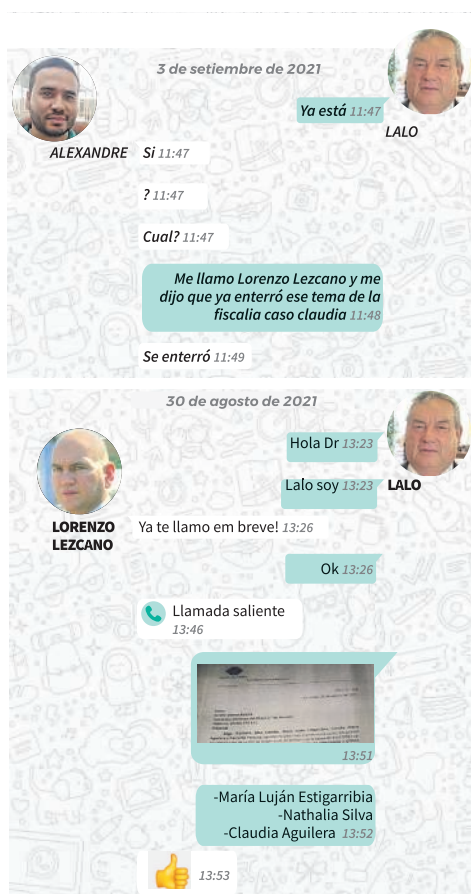 3 de setiembre de 2021
Ya está 11:47
LALO
ALEXANDRE
Si 11:47
? 11:47
Cual? 11:47
Me llamo Lorenzo Lezcano y me
dijo que ya enterró ese tema de la
fiscalia caso claudia 11:48
Se enterró 11:49
30 de agosto de 2021
Hola Dr 13:23
Lalo soy 13:23
LALO
LORENZO
LEZCANO
Ya te llamo em breve! 13:26
Ok 13:26
Llamada saliente
13:46
13:51
-María Luján Estigarribia
-Nathalia Silva
-Claudia Aguilera 13:52
13:53